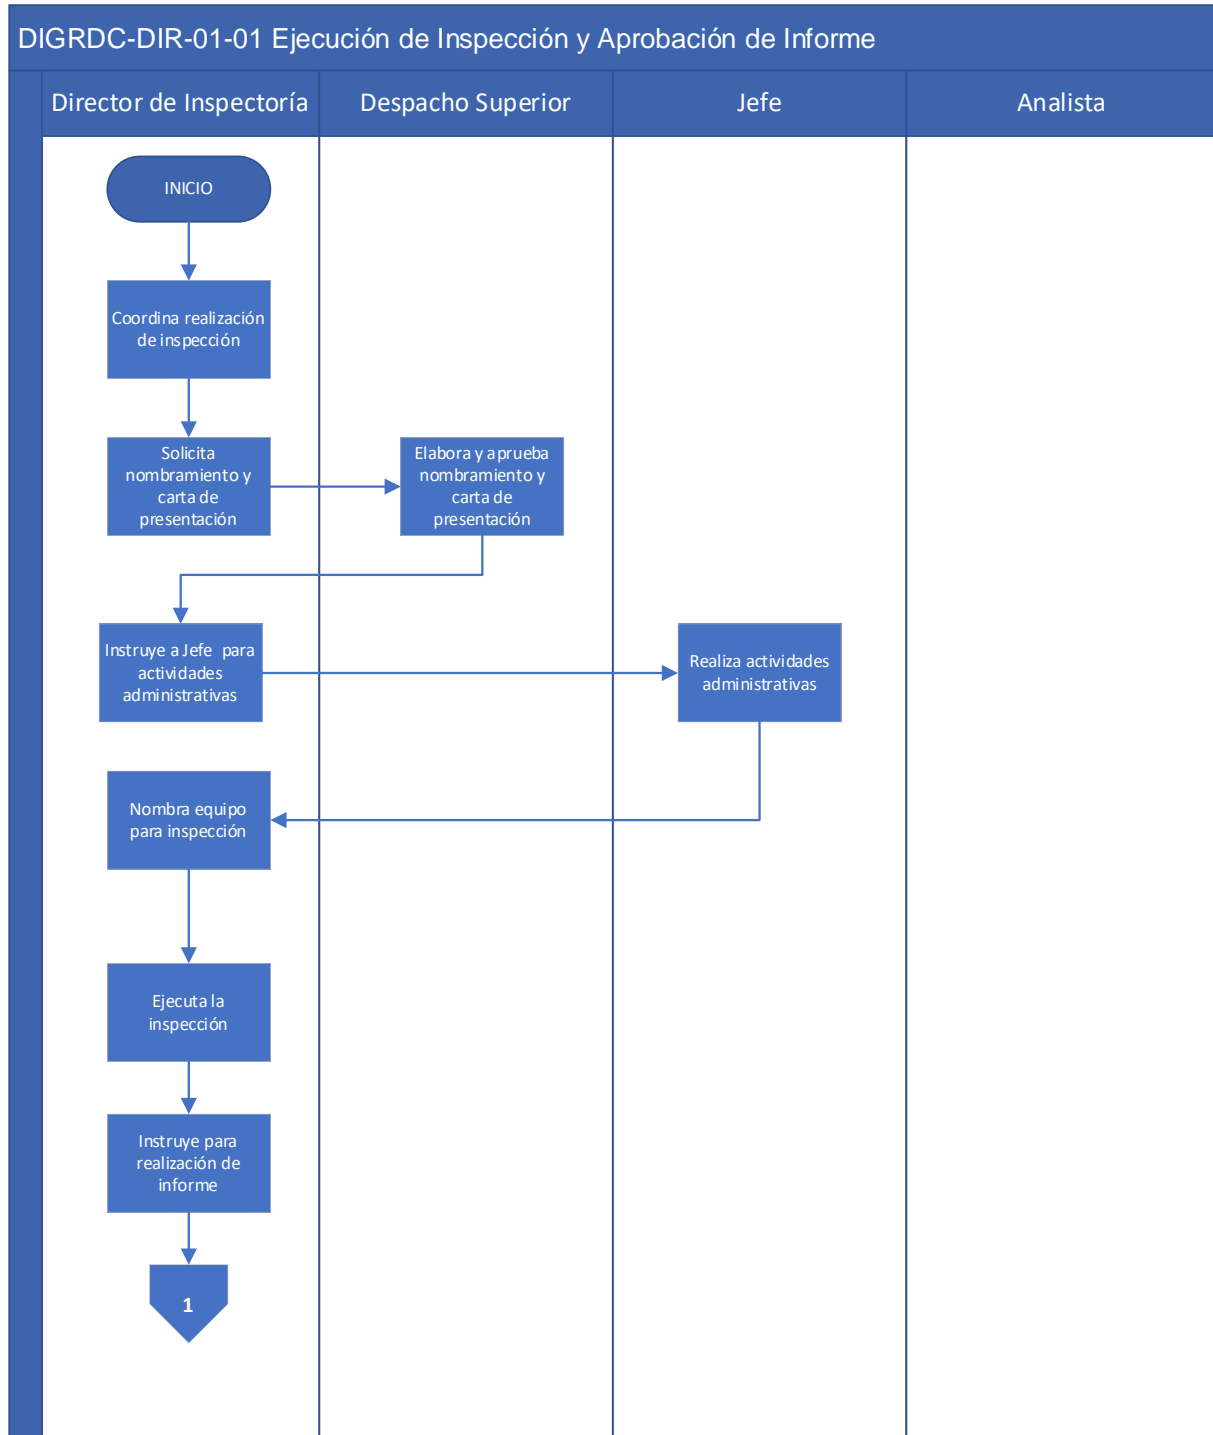 DIGRDC-DIR-01-01 Ejecución de Inspección y Aprobación de Informe
Director de Inspectoría
Despacho Superior
Jefe
Analista
INICIO
Coordina realización
de inspección
Solicita
nombramiento y
carta de
presentación
Elabora y aprueba
nombramiento y
carta de
presentación
Instruye a Jefe para
actividades
administrativas
Realiza actividades
administrativas
Nombra equipo
para inspección
Ejecuta la
inspección
Instruye para
realización de
informe
1